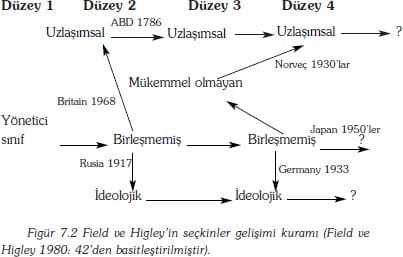 Düzey 1 Düzey 2 Düzey 3 Düzey 4
ABD 1786
Uzlaşımsal Uzlaşımsal Uzlaşımsal ?
Norveç 1930'lar
Mükemmel olmayan
Britain 1968
Yönetici
sınıf Birleşmemiş Birleşmemiş ?
Japan 1950'ler
Rusia 1917 Germany 1933
İdeolojik İdeolojik ?
Figür 7.2 Field ve Higley'in seçkinler gelişimi kuramı (Field ve
Higley 1980: 42'den basitleştirilmiştir).